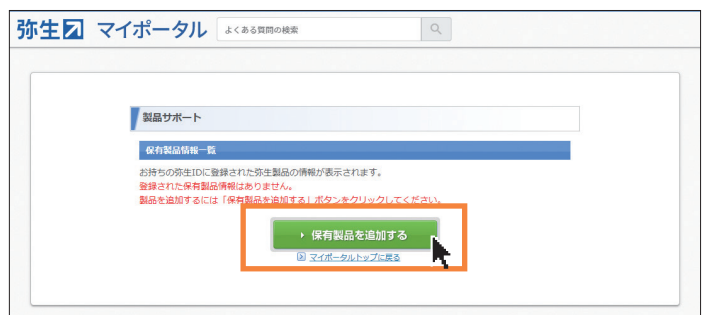 弥生 マイポータル
よくある質問の検索
製品サポート
保有製品情報一覧
お持ちの弥生IDに登録された弥生製品の情報が表示されます。
登録された保有製品情報はありません。
製品を追加するには「保有製品を追加する」ボタンをクリックしてください。
保有製品を追加する
マイポータルトップに戻る